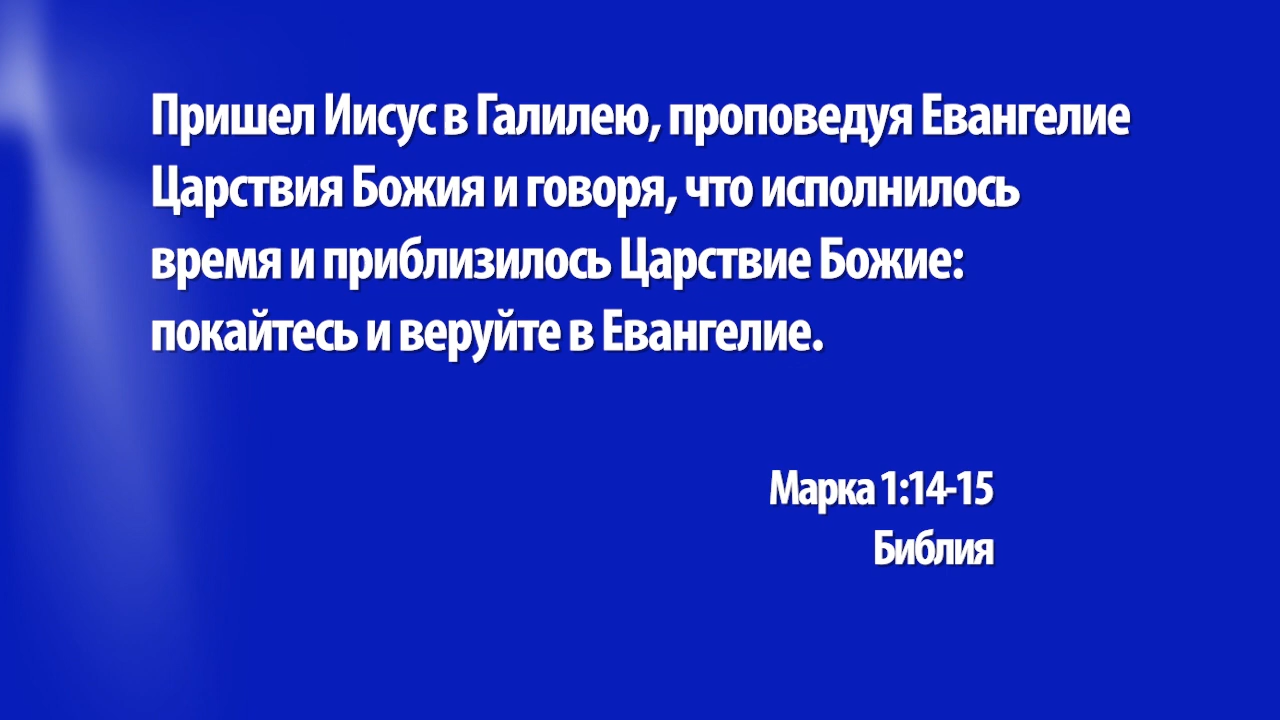 Пришел Иисус в Галилею, проповедуя Евангелие
Царствия Божия и говоря, что исполнилось
время и приблизилось Царствие Божие:
покайтесь и веруйте в Евангелие.
Марка 1:14-15
Библия